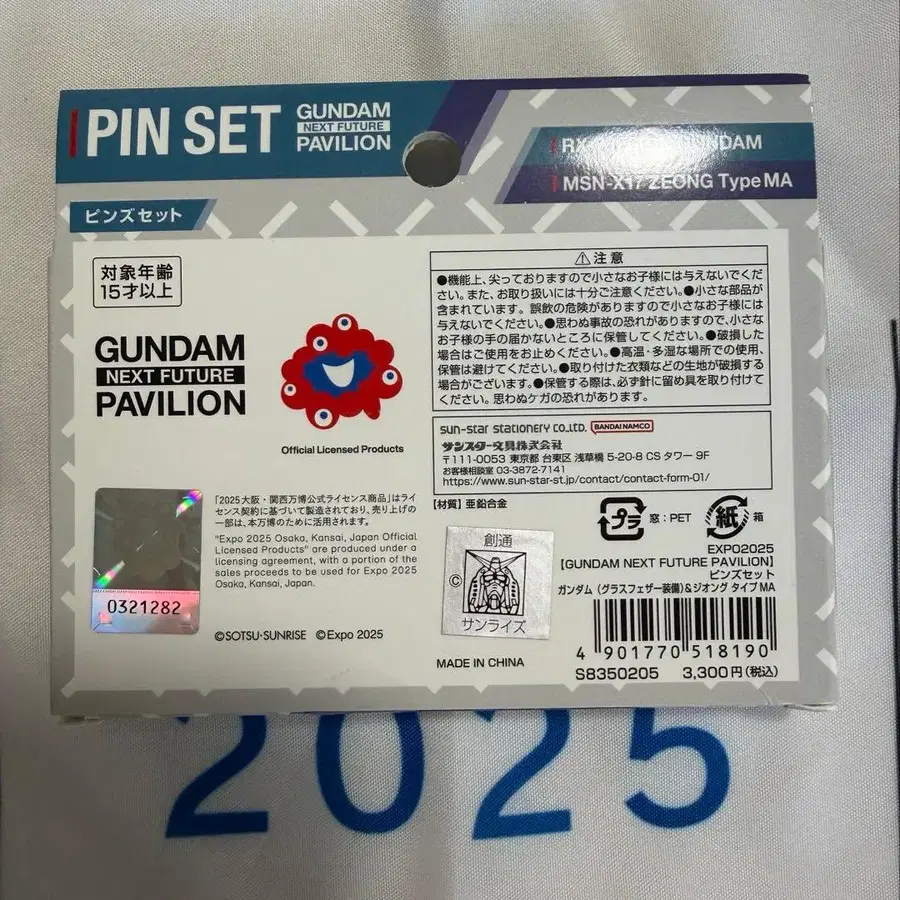 PIN SET
GUNDAM
NEXT FUTURE
PAVILION
GUNDAM
MSN-X17 ZEONG Type MA
ピンズセット
対象年齢
15才以上
GUNDAM
NEXT FUTURE
PAVILION
Official Licensed Products
「2025大阪・関西万博公式ライセンス商品」はライ
センス契約に基づいて製造されており、売り上げの
一部は、本万博のために活用されます。
"Expo 2025 Osaka, Kansai, Japan Official
Licensed Products" are produced under a
licensing agreement, with a portion of the
sales proceeds to be used for Expo 2025
Osaka, Kansai, Japan.
0321282
©SOTSU·SUNRISE ©Expo 2025
⚠注意
●機能上、尖っておりますので小さなお子様には与えないでくだ
さい。また、お取り扱いには十分ご注意ください。●小さな部品が
含まれています。誤飲の危険がありますので小さなお子様には
与えないでください。●思わぬ事故の恐れがありますので、小さな
お子様の手の届かないところに保管してください。●破損した
場合はご使用をお止めください。●高温・多湿な場所での使用、
保管は避けてください。●取り付けた衣類などの生地が破損する
場合がございます。●保管する際は、必ず針に留め具を取り付けて
ください。思わぬケガの恐れがあります。
sun-star stationery co.,LTD. BANDAI NAMCO
サンスター文具株式会社
〒111-0053 東京都 台東区 浅草橋 5-20-8 CS タワー 9F
お客様相談室 03-3872-7141
https://www.sun-star-st.jp/contact/contact-form-01/
【材質】亜鉛合金
プラ 窓：PET 紙 箱
創通
©
サンライズ
MADE IN CHINA
EXPO2025
【GUNDAM NEXT FUTURE PAVILION】
ピンズセット
ガンダム（グラスフェザー装備）&ジオング タイプMA
4 901770 518190
S8350205 3,300円(税込)
2025